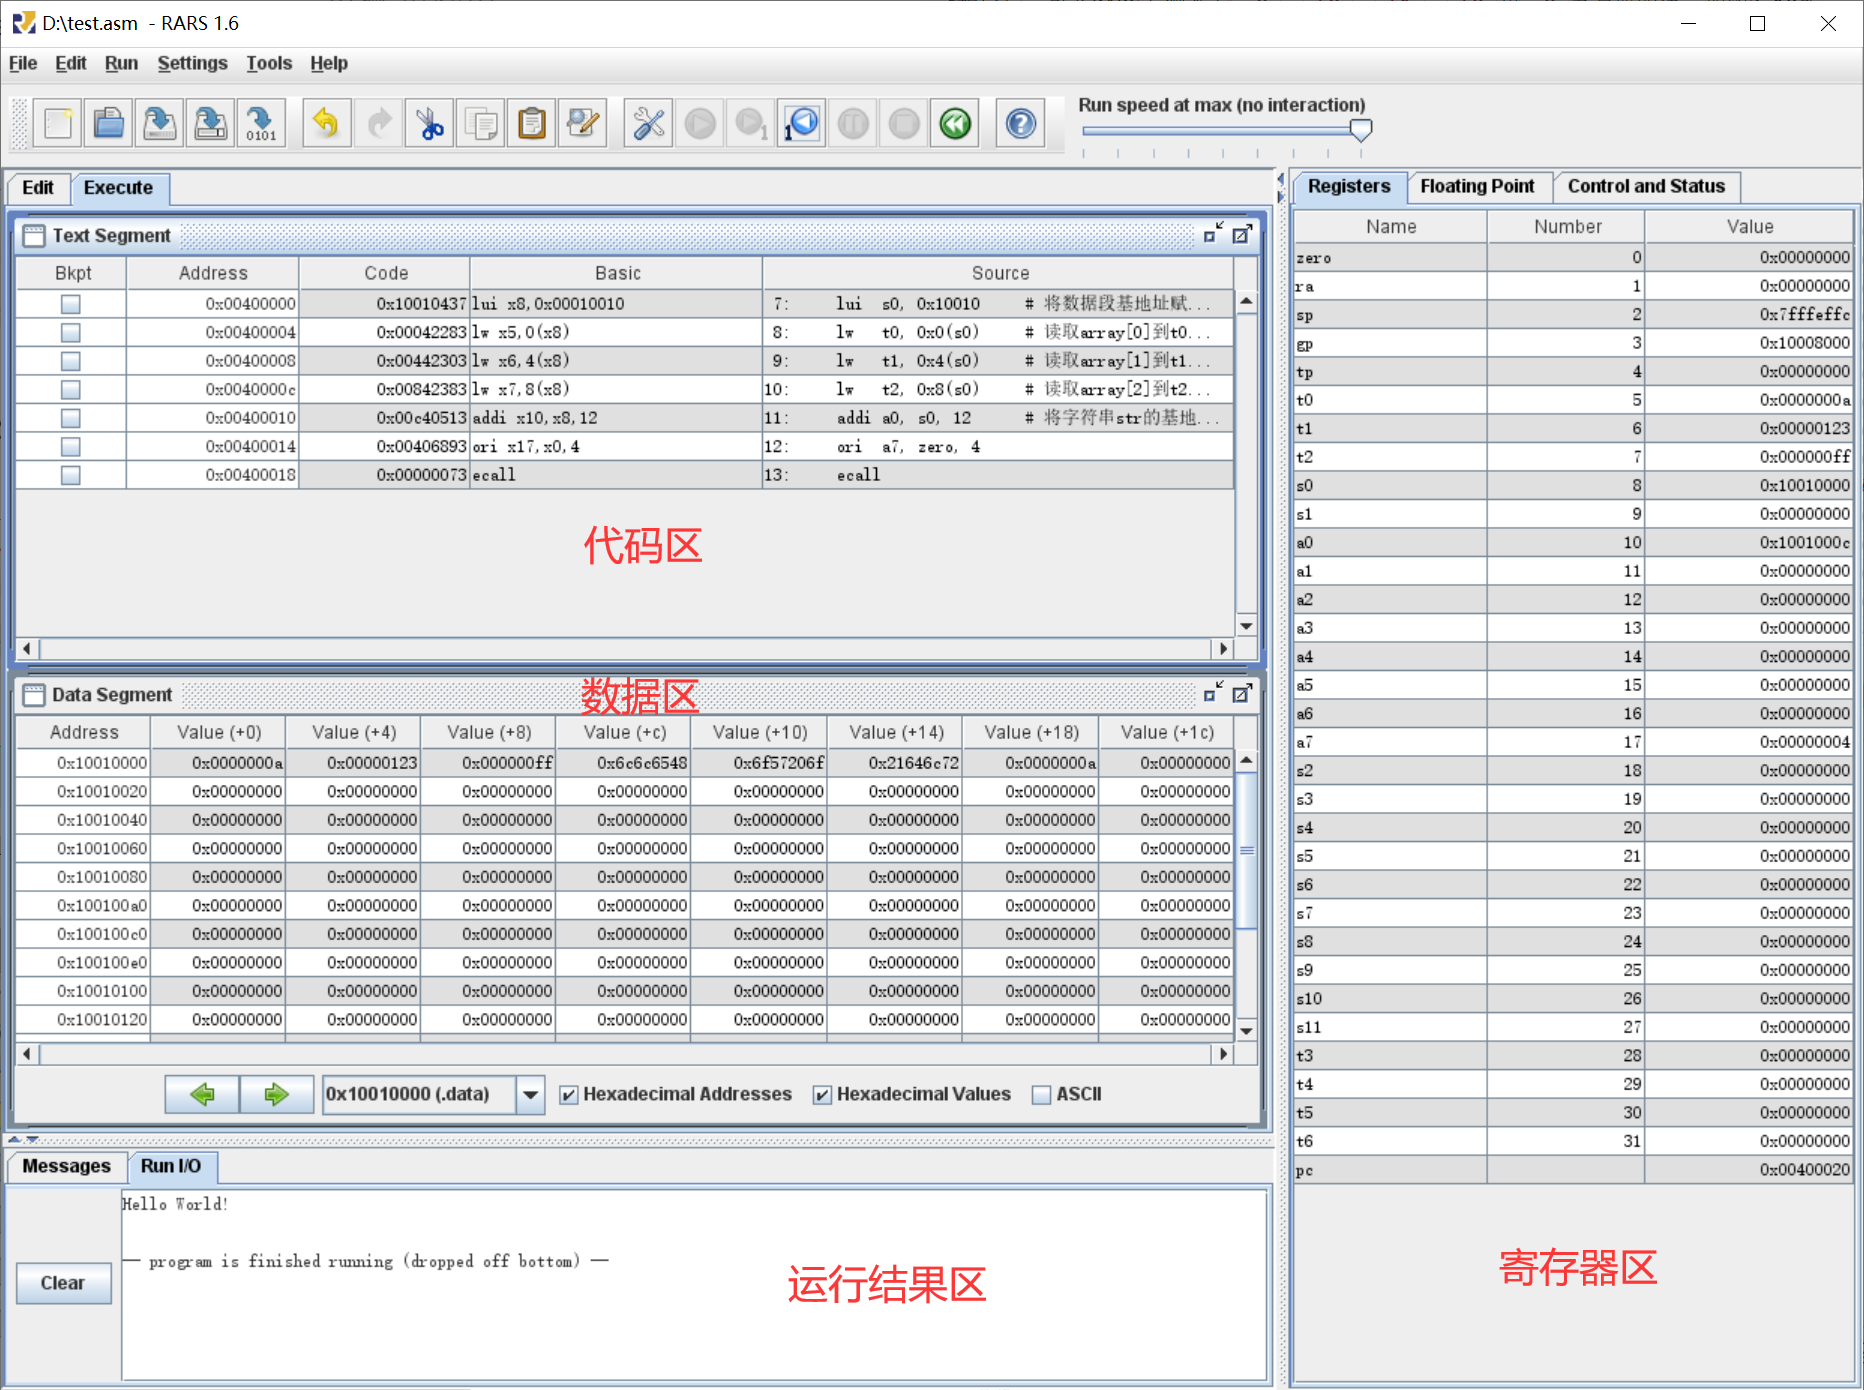 D:\test.asm - RARS 1.6
File Edit Run Settings Tools Help
Run speed at max (no interaction)
Edit Execute
Text Segment
Bkpt Address Code Basic Source
0x00400000 0x10010437 lui x8,0x00010010 7: lui s0, 0x10010 # 将数据段基地址赋...
0x00400004 0x00042283 lw x5,0(x8) 8: lw t0, 0x0(s0) # 读取array[0]到t0...
0x00400008 0x00442303 lw x6,4(x8) 9: lw t1, 0x4(s0) # 读取array[1]到t1...
0x0040000c 0x00842383 lw x7,8(x8) 10: lw t2, 0x8(s0) # 读取array[2]到t2...
0x00400010 0x00c40513 addi x10,x8,12 11: addi a0, s0, 12 # 将字符串str的基地...
0x00400014 0x00406893 ori x17,x0,4 12: ori a7, zero, 4
0x00400018 0x00000073 ecall 13: ecall
代码区
Data Segment
数据区
Address Value (+0) Value (+4) Value (+8) Value (+c) Value (+10) Value (+14) Value (+18) Value (+1c)
0x10010000 0x0000000a 0x00000123 0x000000ff 0x6c6c6548 0x6f57206f 0x21646c72 0x0000000a 0x00000000
0x10010020 0x00000000 0x00000000 0x00000000 0x00000000 0x00000000 0x00000000 0x00000000 0x00000000
0x10010040 0x00000000 0x00000000 0x00000000 0x00000000 0x00000000 0x00000000 0x00000000 0x00000000
0x10010060 0x00000000 0x00000000 0x00000000 0x00000000 0x00000000 0x00000000 0x00000000 0x00000000
0x10010080 0x00000000 0x00000000 0x00000000 0x00000000 0x00000000 0x00000000 0x00000000 0x00000000
0x100100a0 0x00000000 0x00000000 0x00000000 0x00000000 0x00000000 0x00000000 0x00000000 0x00000000
0x100100c0 0x00000000 0x00000000 0x00000000 0x00000000 0x00000000 0x00000000 0x00000000 0x00000000
0x100100e0 0x00000000 0x00000000 0x00000000 0x00000000 0x00000000 0x00000000 0x00000000 0x00000000
0x10010100 0x00000000 0x00000000 0x00000000 0x00000000 0x00000000 0x00000000 0x00000000 0x00000000
0x10010120 0x00000000 0x00000000 0x00000000 0x00000000 0x00000000 0x00000000 0x00000000 0x00000000
0x10010000 (.data) Hexadecimal Addresses Hexadecimal Values ASCII
Messages Run I/O
Clear
Hello World!
— program is finished running (dropped off bottom) —
运行结果区
Registers Floating Point Control and Status
Name Number Value
zero 0 0x00000000
ra 1 0x00000000
sp 2 0x7fffeffc
gp 3 0x10008000
tp 4 0x00000000
t0 5 0x0000000a
t1 6 0x00000123
t2 7 0x000000ff
s0 8 0x10010000
s1 9 0x00000000
a0 10 0x1001000c
a1 11 0x00000000
a2 12 0x00000000
a3 13 0x00000000
a4 14 0x00000000
a5 15 0x00000000
a6 16 0x00000000
a7 17 0x00000004
s2 18 0x00000000
s3 19 0x00000000
s4 20 0x00000000
s5 21 0x00000000
s6 22 0x00000000
s7 23 0x00000000
s8 24 0x00000000
s9 25 0x00000000
s10 26 0x00000000
s11 27 0x00000000
t3 28 0x00000000
t4 29 0x00000000
t5 30 0x00000000
t6 31 0x00000000
pc 0x00400020
寄存器区